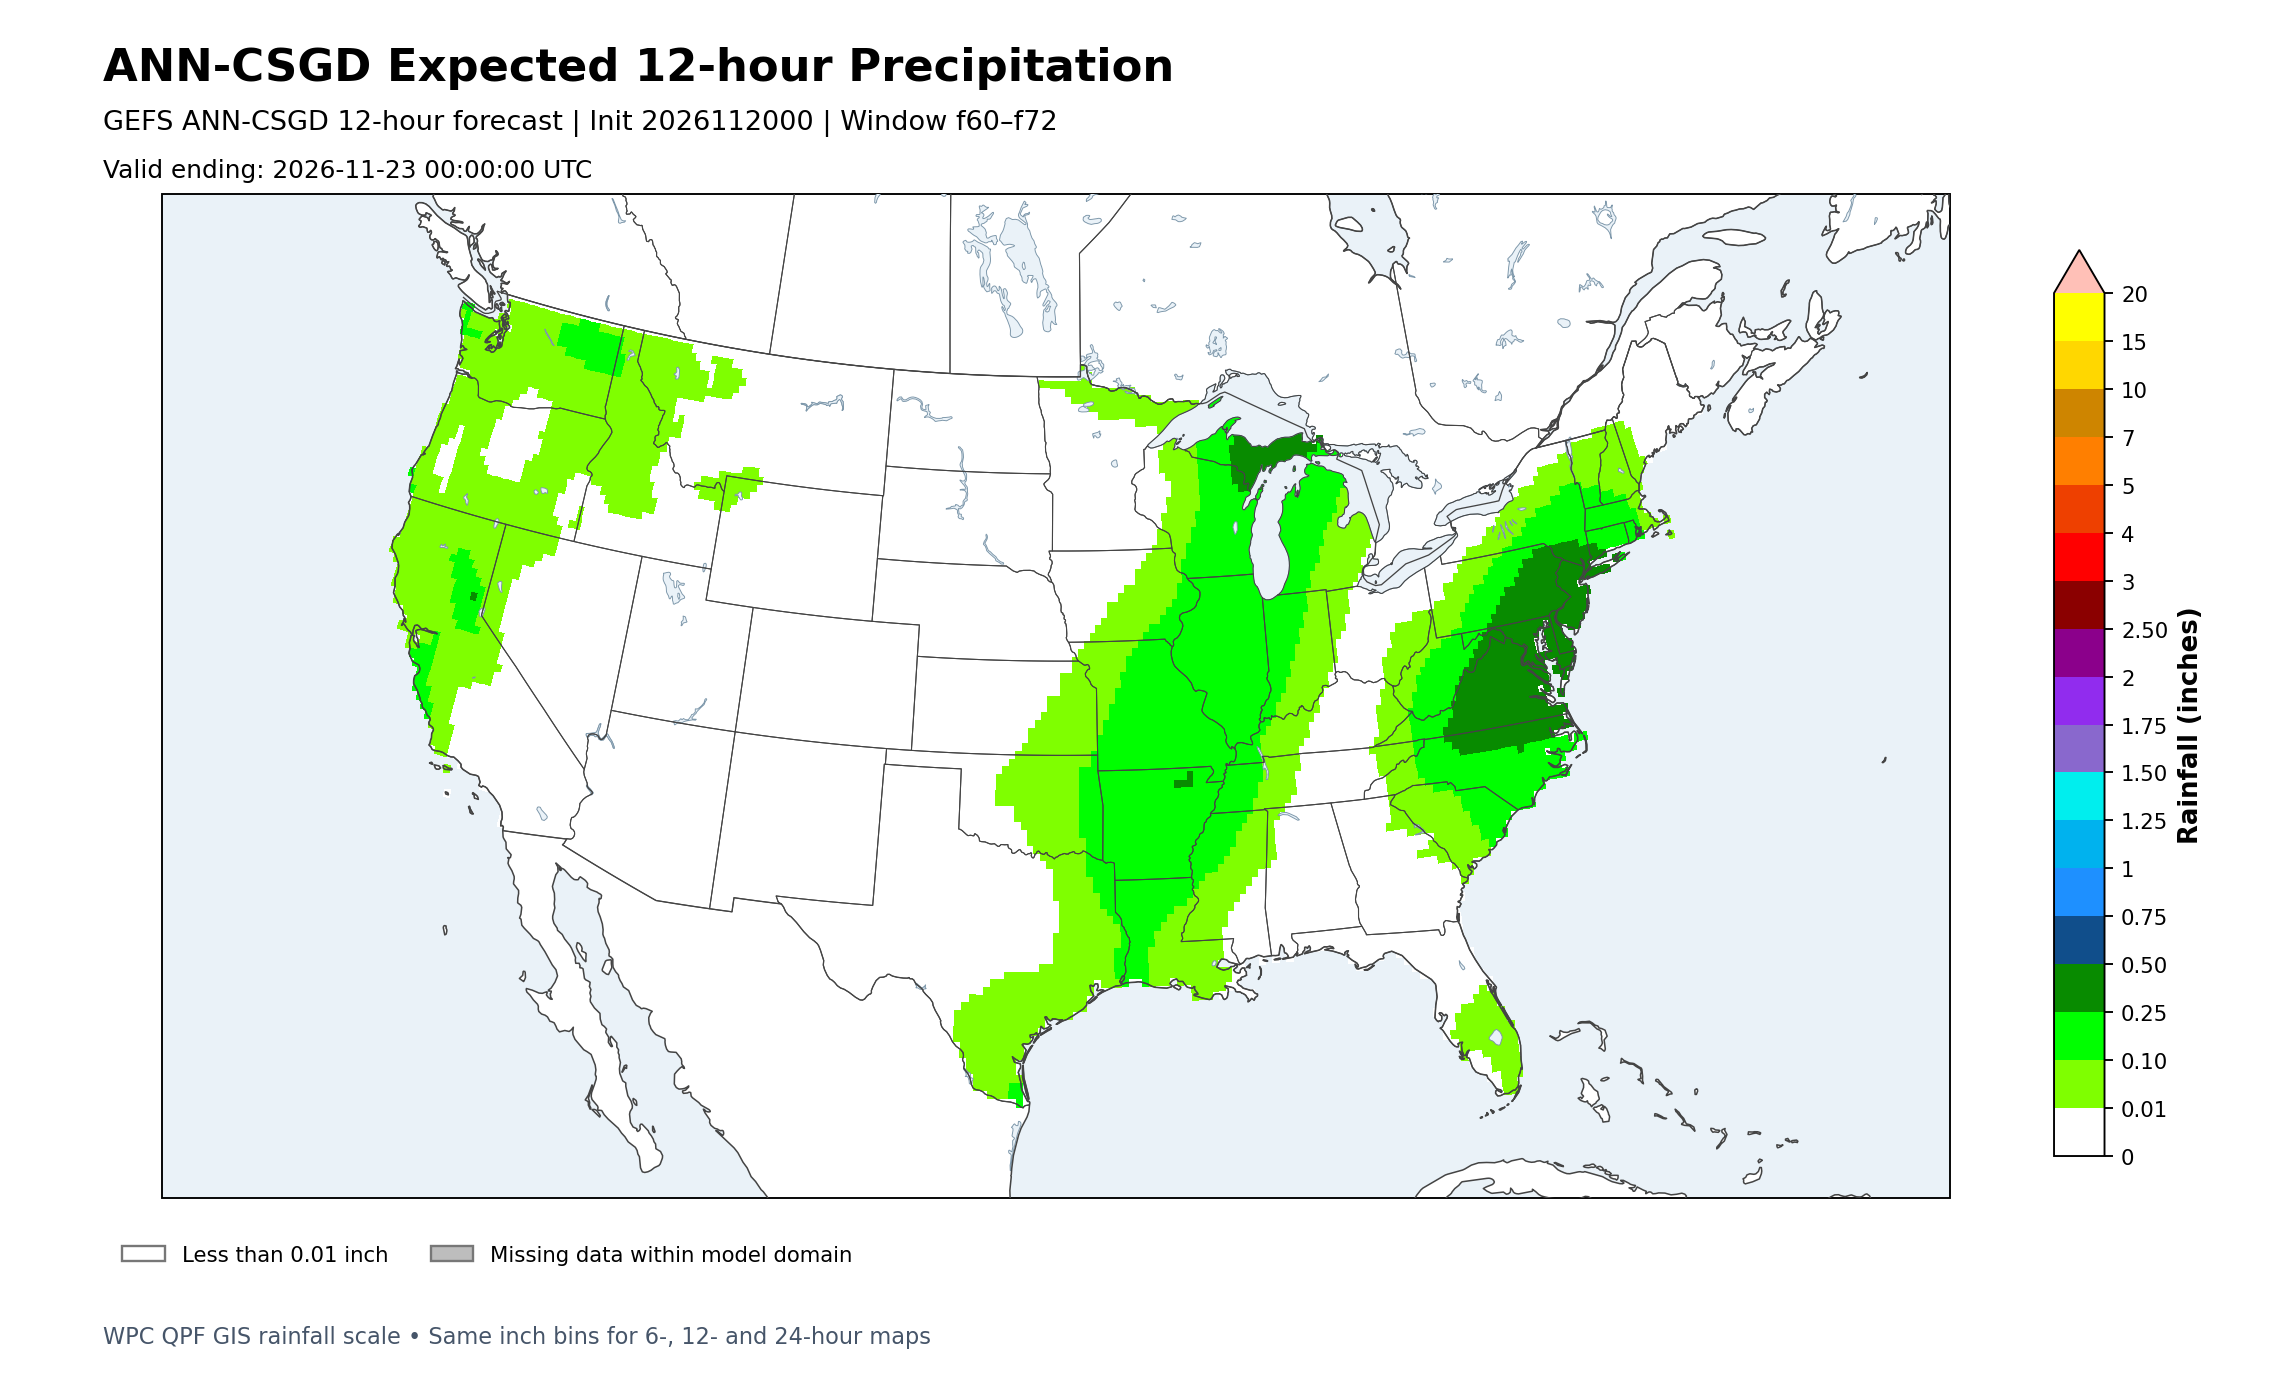 ANN-CSGD Expected 12-hour Precipitation
GEFS ANN-CSGD 12-hour forecast | Init 2026112000 | Window f60–f72
Valid ending: 2026-11-23 00:00:00 UTC
20
15
10
7
5
4
3
2.50
2
1.75
1.50
1.25
1
0.75
0.50
0.25
0.10
0.01
0
Rainfall (inches)
Less than 0.01 inch
Missing data within model domain
WPC QPF GIS rainfall scale • Same inch bins for 6-, 12- and 24-hour maps